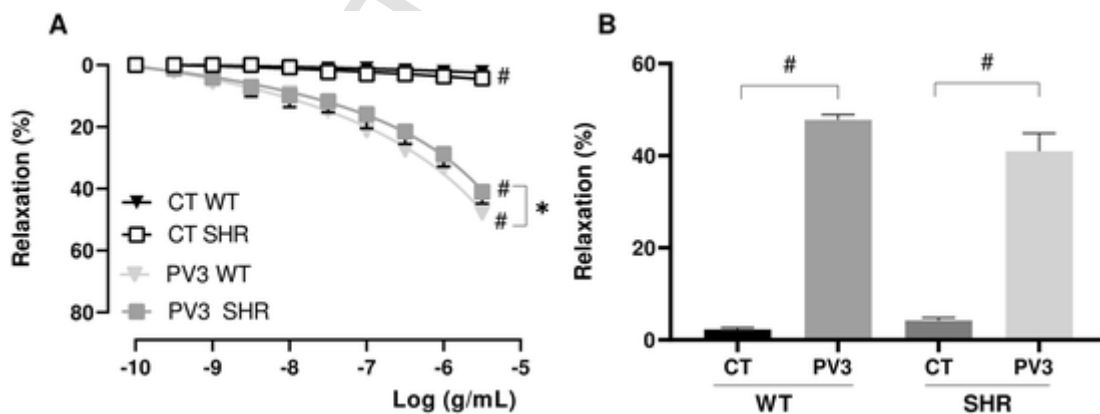 A
Relaxation (%)
0
20
40
60
80
#
#
#
*
CT WT
CT SHR
PV3 WT
PV3 SHR
-10 -9 -8 -7 -6 -5
Log (g/mL)
B
Relaxation (%)
60
40
20
0
# #
CT PV3 CT PV3
WT SHR